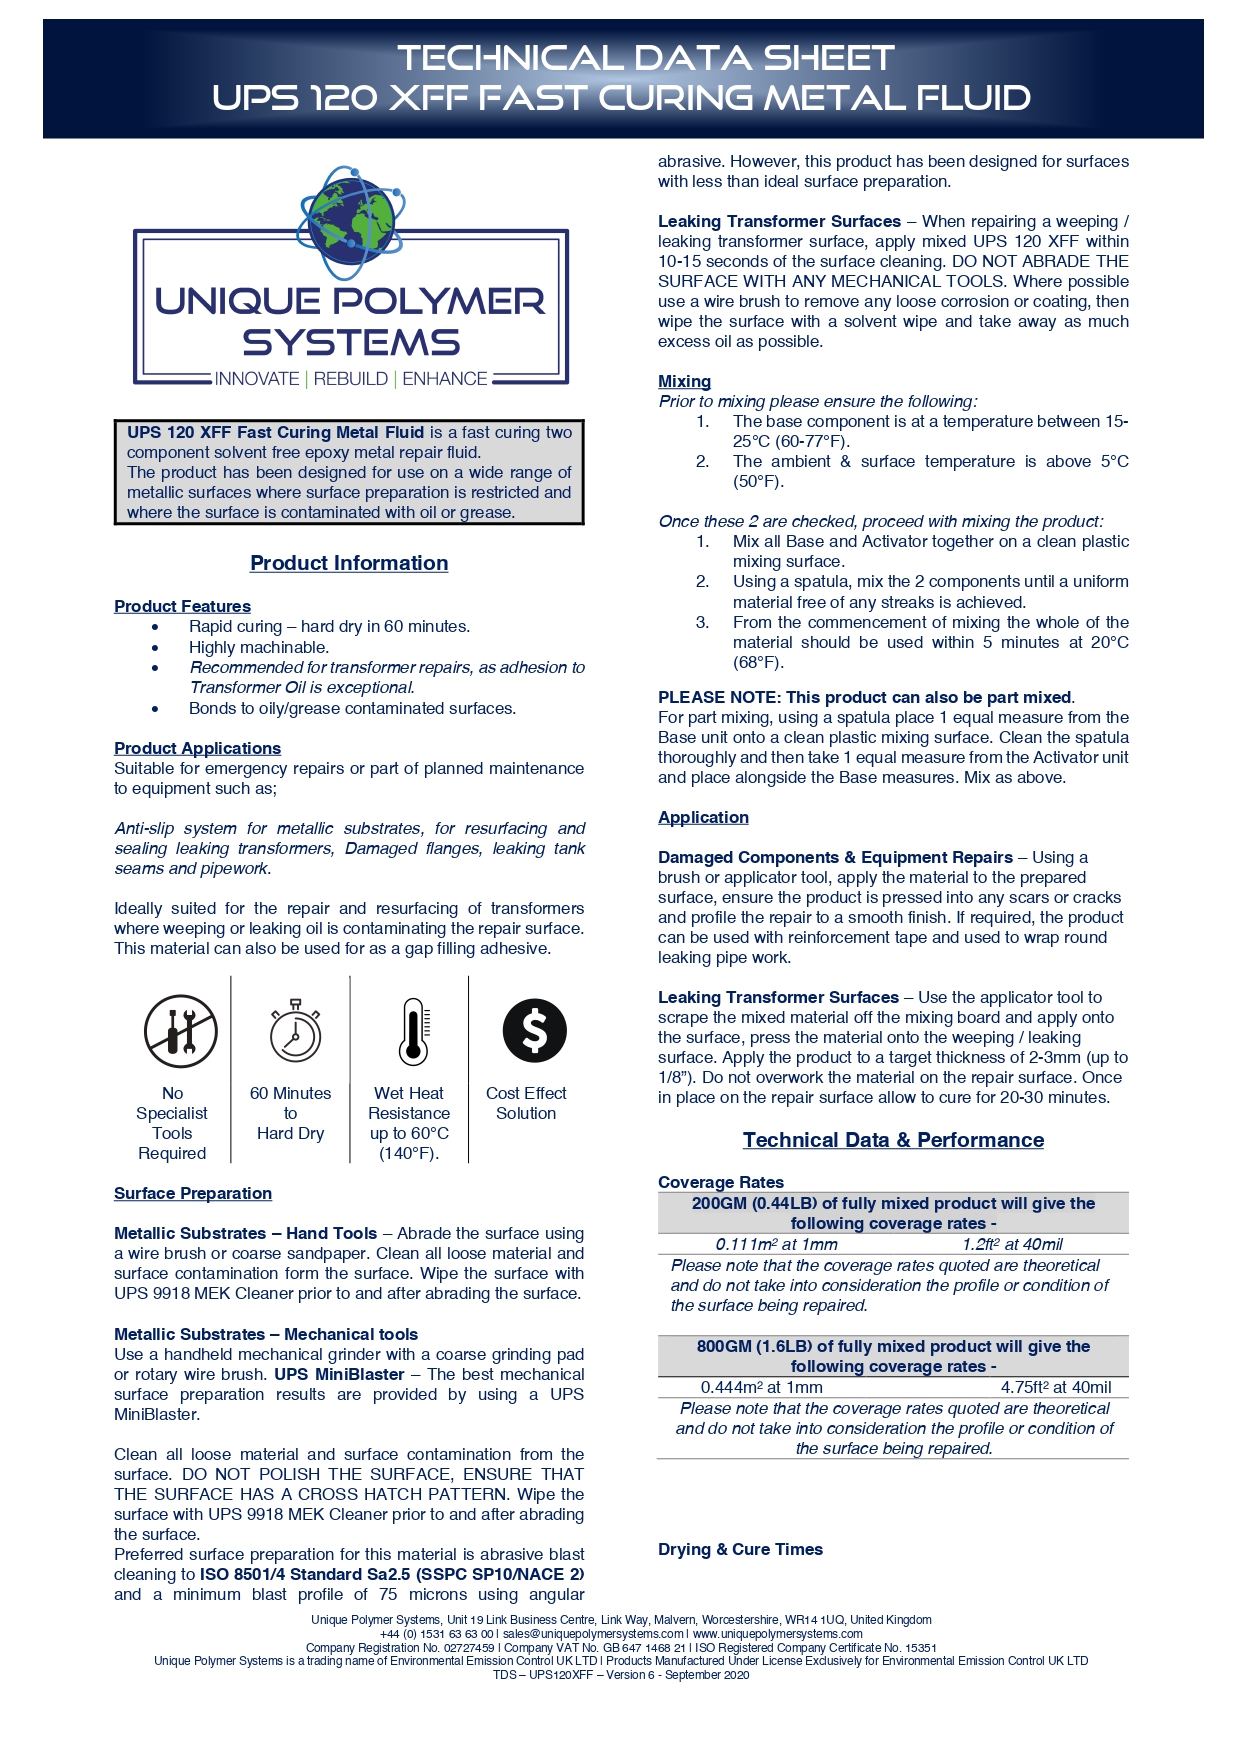 TECHNICAL DATA SHEET
UPS 120 XFF FAST CURING METAL FLUID
UNIQUE POLYMER
SYSTEMS
INNOVATE | REBUILD | ENHANCE
UPS 120 XFF Fast Curing Metal Fluid is a fast curing two
component solvent free epoxy metal repair fluid.
The product has been designed for use on a wide range of
metallic surfaces where surface preparation is restricted and
where the surface is contaminated with oil or grease.
Product Information
Product Features
• Rapid curing – hard dry in 60 minutes.
• Highly machinable.
• Recommended for transformer repairs, as adhesion to
Transformer Oil is exceptional.
• Bonds to oily/grease contaminated surfaces.
Product Applications
Suitable for emergency repairs or part of planned maintenance
to equipment such as;
Anti-slip system for metallic substrates, for resurfacing and
sealing leaking transformers, Damaged flanges, leaking tank
seams and pipework.
Ideally suited for the repair and resurfacing of transformers
where weeping or leaking oil is contaminating the repair surface.
This material can also be used for as a gap filling adhesive.
No
Specialist
Tools
Required
60 Minutes
to
Hard Dry
Wet Heat
Resistance
up to 60°C
(140°F).
$
Cost Effect
Solution
Surface Preparation
Metallic Substrates – Hand Tools – Abrade the surface using
a wire brush or coarse sandpaper. Clean all loose material and
surface contamination form the surface. Wipe the surface with
UPS 9918 MEK Cleaner prior to and after abrading the surface.
Metallic Substrates – Mechanical tools
Use a handheld mechanical grinder with a coarse grinding pad
or rotary wire brush. UPS MiniBlaster – The best mechanical
surface preparation results are provided by using a UPS
MiniBlaster.
Clean all loose material and surface contamination from the
surface. DO NOT POLISH THE SURFACE, ENSURE THAT
THE SURFACE HAS A CROSS HATCH PATTERN. Wipe the
surface with UPS 9918 MEK Cleaner prior to and after abrading
the surface.
Preferred surface preparation for this material is abrasive blast
cleaning to ISO 8501/4 Standard Sa2.5 (SSPC SP10/NACE 2)
and a minimum blast profile of 75 microns using angular
abrasive. However, this product has been designed for surfaces
with less than ideal surface preparation.
Leaking Transformer Surfaces – When repairing a weeping /
leaking transformer surface, apply mixed UPS 120 XFF within
10-15 seconds of the surface cleaning. DO NOT ABRADE THE
SURFACE WITH ANY MECHANICAL TOOLS. Where possible
use a wire brush to remove any loose corrosion or coating, then
wipe the surface with a solvent wipe and take away as much
excess oil as possible.
Mixing
Prior to mixing please ensure the following:
1. The base component is at a temperature between 15-
25°C (60-77°F).
2. The ambient & surface temperature is above 5°C
(50°F).
Once these 2 are checked, proceed with mixing the product:
1. Mix all Base and Activator together on a clean plastic
mixing surface.
2. Using a spatula, mix the 2 components until a uniform
material free of any streaks is achieved.
3. From the commencement of mixing the whole of the
material should be used within 5 minutes at 20°C
(68°F).
PLEASE NOTE: This product can also be part mixed.
For part mixing, using a spatula place 1 equal measure from the
Base unit onto a clean plastic mixing surface. Clean the spatula
thoroughly and then take 1 equal measure from the Activator unit
and place alongside the Base measures. Mix as above.
Application
Damaged Components & Equipment Repairs – Using a
brush or applicator tool, apply the material to the prepared
surface, ensure the product is pressed into any scars or cracks
and profile the repair to a smooth finish. If required, the product
can be used with reinforcement tape and used to wrap round
leaking pipe work.
Leaking Transformer Surfaces – Use the applicator tool to
scrape the mixed material off the mixing board and apply onto
the surface, press the material onto the weeping / leaking
surface. Apply the product to a target thickness of 2-3mm (up to
1/8”). Do not overwork the material on the repair surface. Once
in place on the repair surface allow to cure for 20-30 minutes.
Technical Data & Performance
Coverage Rates
200GM (0.44LB) of fully mixed product will give the
following coverage rates -
0.111m² at 1mm 1.2ft² at 40mil
Please note that the coverage rates quoted are theoretical
and do not take into consideration the profile or condition of
the surface being repaired.
800GM (1.6LB) of fully mixed product will give the
following coverage rates -
0.444m² at 1mm 4.75ft² at 40mil
Please note that the coverage rates quoted are theoretical
and do not take into consideration the profile or condition of
the surface being repaired.
Drying & Cure Times
Unique Polymer Systems, Unit 19 Link Business Centre, Link Way, Malvern, Worcestershire, WR14 1UQ, United Kingdom
+44 (0) 1531 63 63 00 | sales@uniquepolymersystems.com | www.uniquepolymersystems.com
Company Registration No. 02727459 | Company VAT No. GB 647 1468 21 | ISO Registered Company Certificate No. 15351
Unique Polymer Systems is a trading name of Environmental Emission Control UK LTD | Products Manufactured Under License Exclusively for Environmental Emission Control UK LTD
TDS – UPS120XFF – Version 6 - September 2020